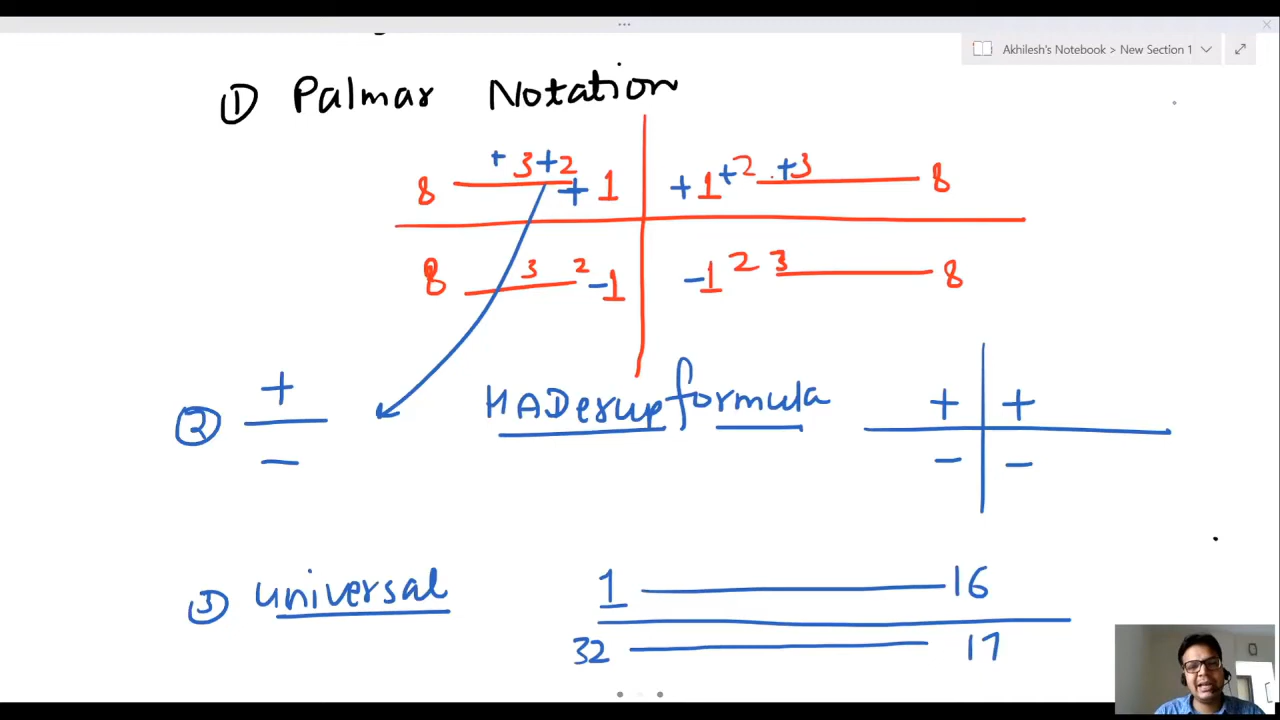 Akhilesh's Notebook > New Section 1
① Palmar Notation
8 + 3 + 2 + 1 + 1 + 2 + 3 8
8 3 2 - 1 - 1 2 3 8
② + − HADerup formula + + − −
③ universal 1 16
32 17